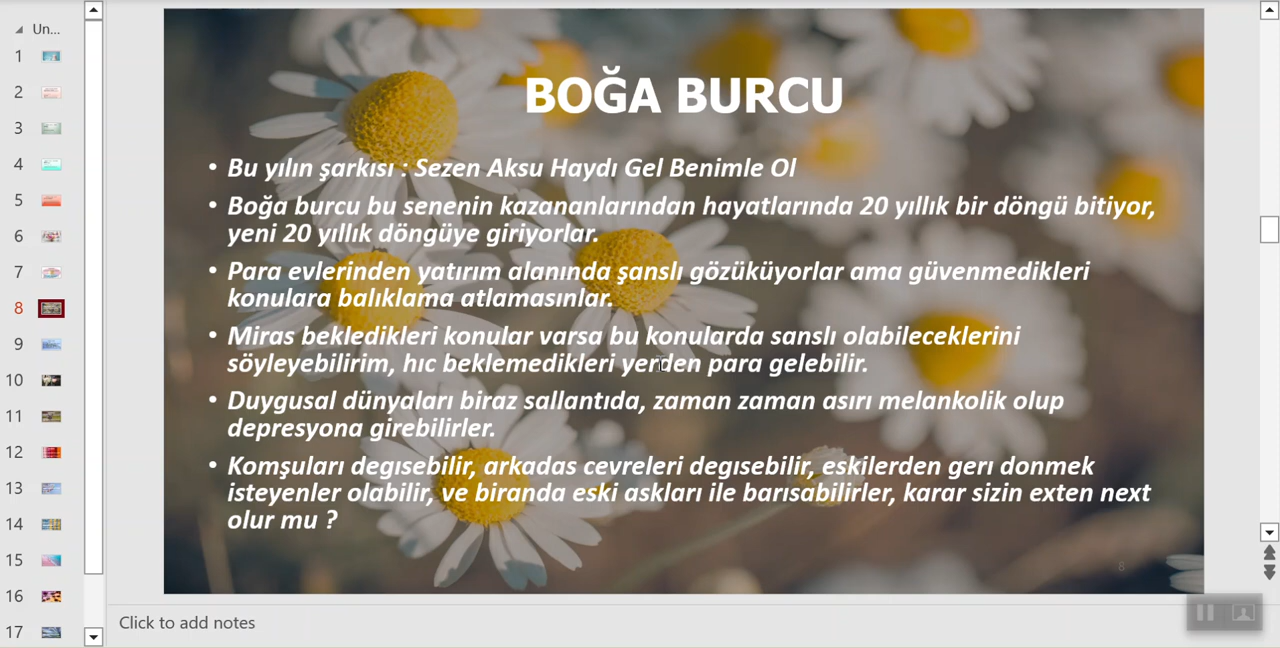 Un...
1
2
3
4
5
6
7
8
9
10
11
12
13
14
15
16
17
BOĞA BURCU
• Bu yılın şarkısı : Sezen Aksu Haydı Gel Benimle Ol
• Boğa burcu bu senenin kazananlarından hayatlarında 20 yıllık bir döngü bitiyor,
yeni 20 yıllık döngüye giriyorlar.
• Para evlerinden yatırım alanında şanslı gözüküyorlar ama güvenmedikleri
konulara balıklama atlamasınlar.
• Miras bekledikleri konular varsa bu konularda sanslı olabileceklerini
söyleyebilirim, hıc beklemedikleri yerden para gelebilir.
• Duygusal dünyaları biraz sallantıda, zaman zaman asırı melankolik olup
depresyona girebilirler.
• Komşuları degısebilir, arkadas cevreleri degısebilir, eskilerden gerı donmek
isteyenler olabilir, ve biranda eski askları ile barısabilirler, karar sizin exten next
olur mu ?
8
Click to add notes